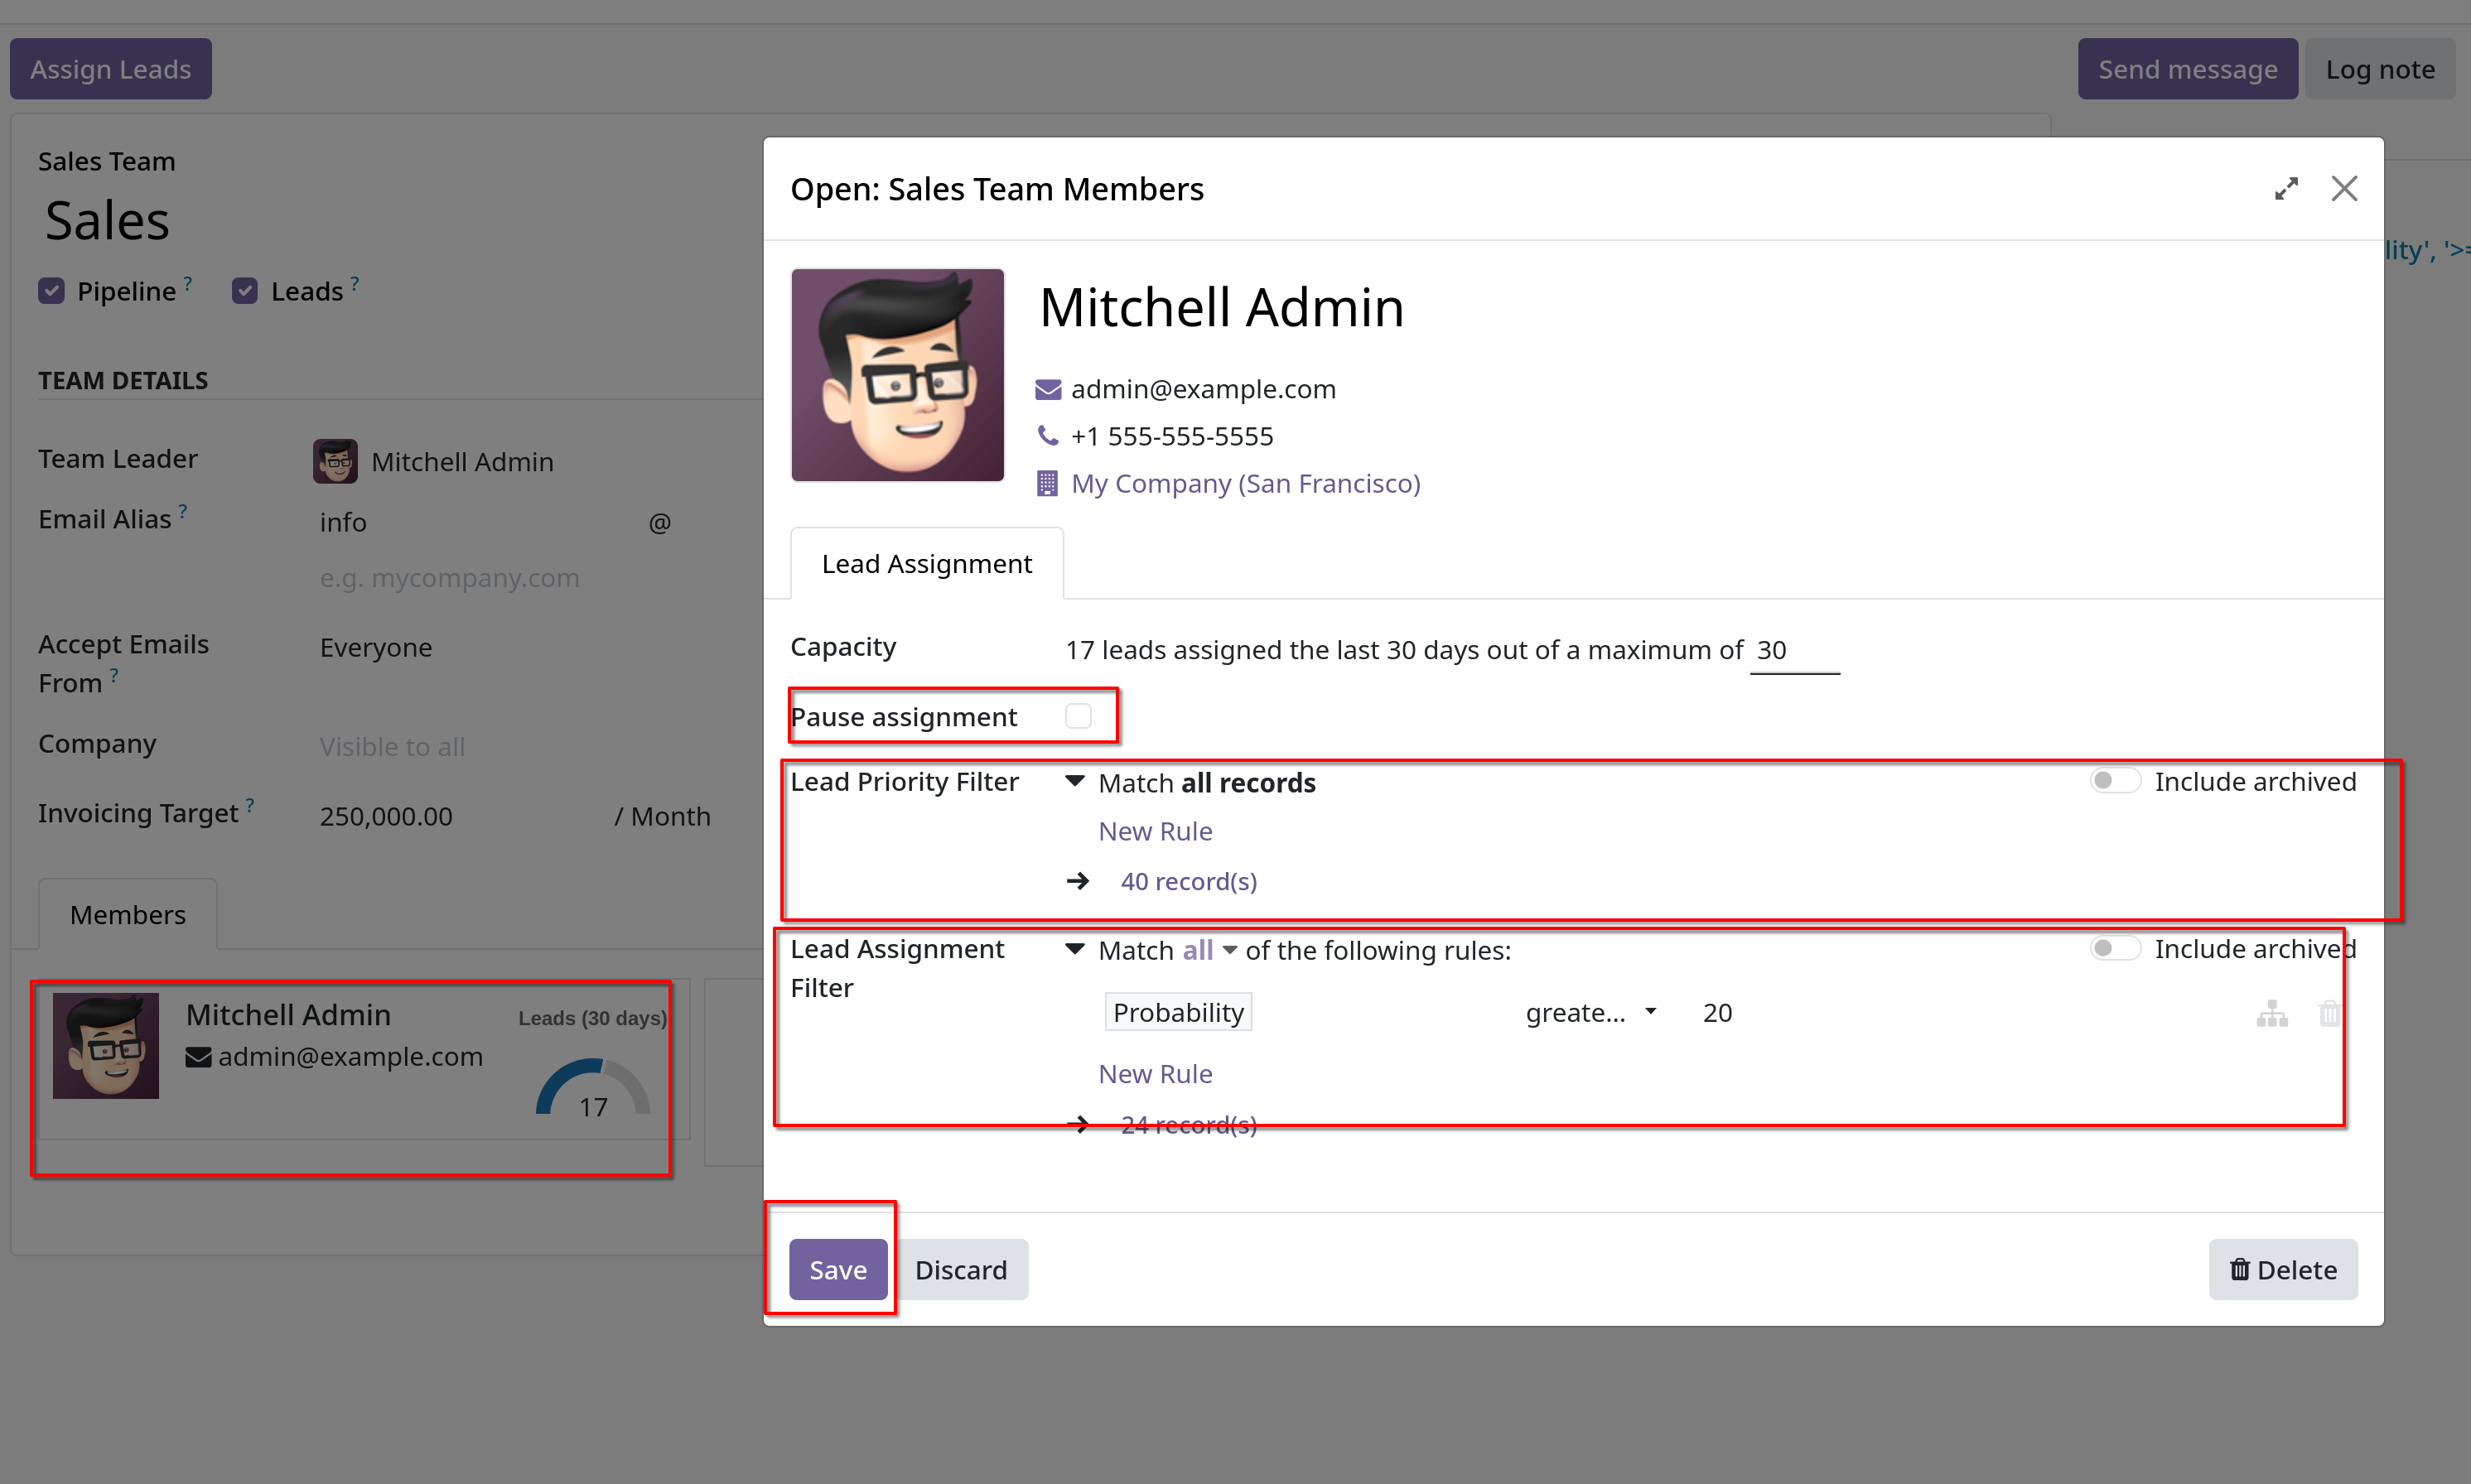 Assign Leads
Send message
Log note
Sales Team
Sales
Pipeline ?
Leads ?
TEAM DETAILS
Team Leader
Mitchell Admin
Email Alias ?
info @
e.g. mycompany.com
Accept Emails From ?
Everyone
Company
Visible to all
Invoicing Target ?
250,000.00 / Month
Members
Mitchell Admin
Leads (30 days)
admin@example.com
17
lity', '>=
Open: Sales Team Members
Mitchell Admin
admin@example.com
+1 555-555-5555
My Company (San Francisco)
Lead Assignment
Capacity
17 leads assigned the last 30 days out of a maximum of 30
Pause assignment
Lead Priority Filter
Match all records
Include archived
New Rule
40 record(s)
Lead Assignment
Filter
Match all of the following rules:
Include archived
Probability greate... 20
New Rule
24 record(s)
Save
Discard
Delete